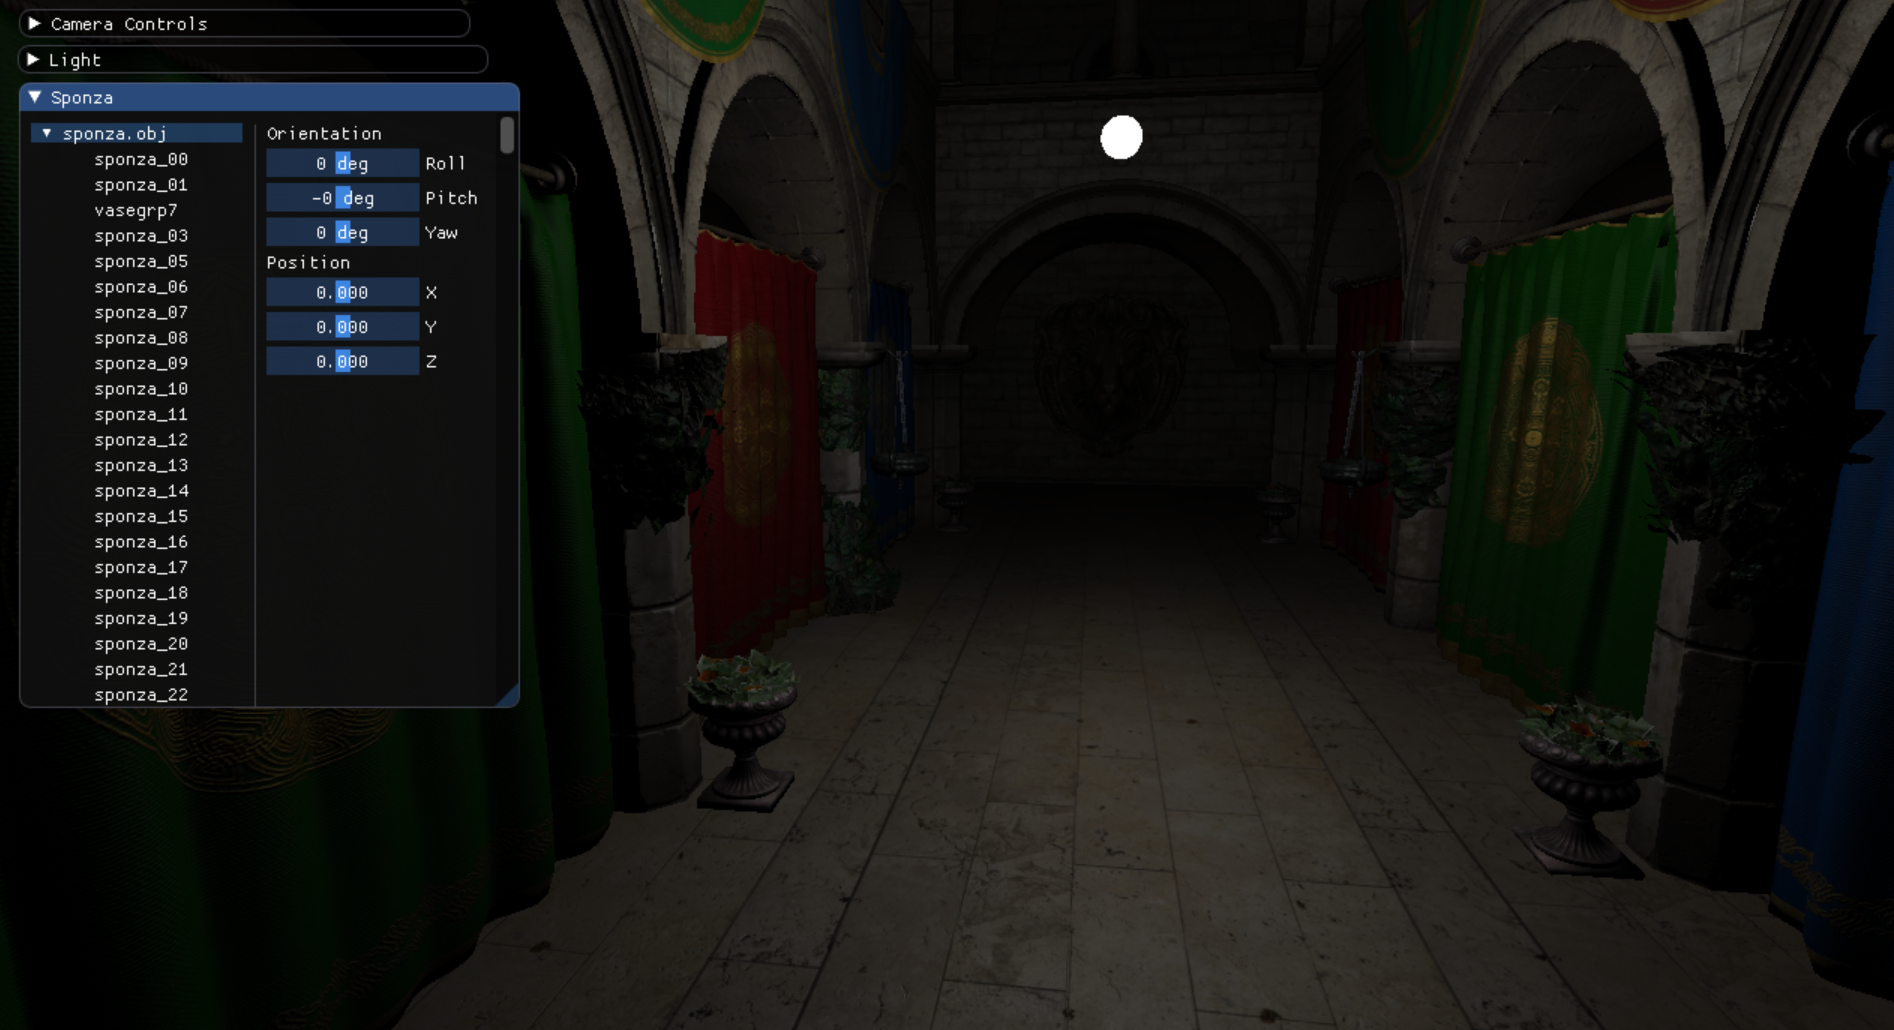 Camera Controls
Light
Sponza
sponza.obj
sponza_00
sponza_01
vasegrp7
sponza_03
sponza_05
sponza_06
sponza_07
sponza_08
sponza_09
sponza_10
sponza_11
sponza_12
sponza_13
sponza_14
sponza_15
sponza_16
sponza_17
sponza_18
sponza_19
sponza_20
sponza_21
sponza_22
Orientation
0 deg Roll
-0 deg Pitch
0 deg Yaw
Position
0.000 X
0.000 Y
0.000 Z